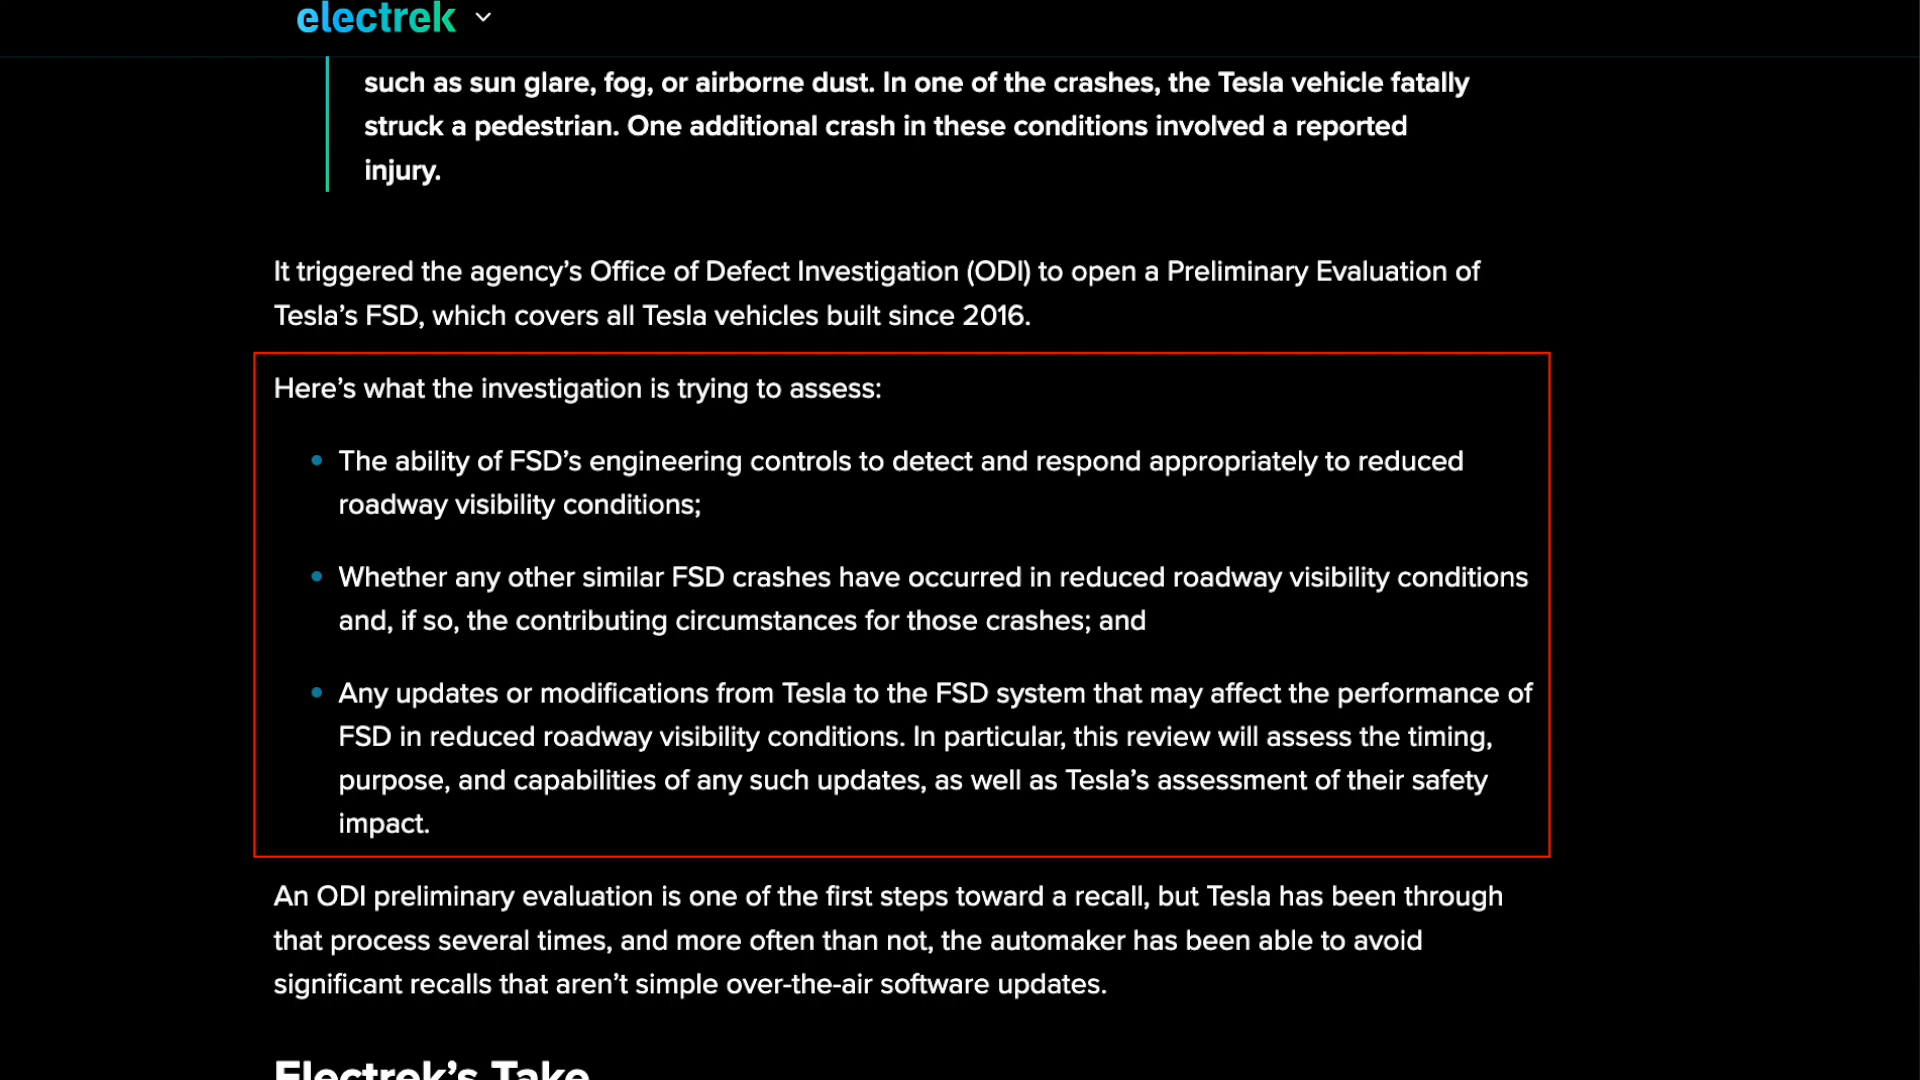 electrek
such as sun glare, fog, or airborne dust. In one of the crashes, the Tesla vehicle fatally
struck a pedestrian. One additional crash in these conditions involved a reported
injury.
It triggered the agency’s Office of Defect Investigation (ODI) to open a Preliminary Evaluation of
Tesla’s FSD, which covers all Tesla vehicles built since 2016.
Here’s what the investigation is trying to assess:
• The ability of FSD’s engineering controls to detect and respond appropriately to reduced
roadway visibility conditions;
• Whether any other similar FSD crashes have occurred in reduced roadway visibility conditions
and, if so, the contributing circumstances for those crashes; and
• Any updates or modifications from Tesla to the FSD system that may affect the performance of
FSD in reduced roadway visibility conditions. In particular, this review will assess the timing,
purpose, and capabilities of any such updates, as well as Tesla’s assessment of their safety
impact.
An ODI preliminary evaluation is one of the first steps toward a recall, but Tesla has been through
that process several times, and more often than not, the automaker has been able to avoid
significant recalls that aren’t simple over-the-air software updates.
Electrek’s Take